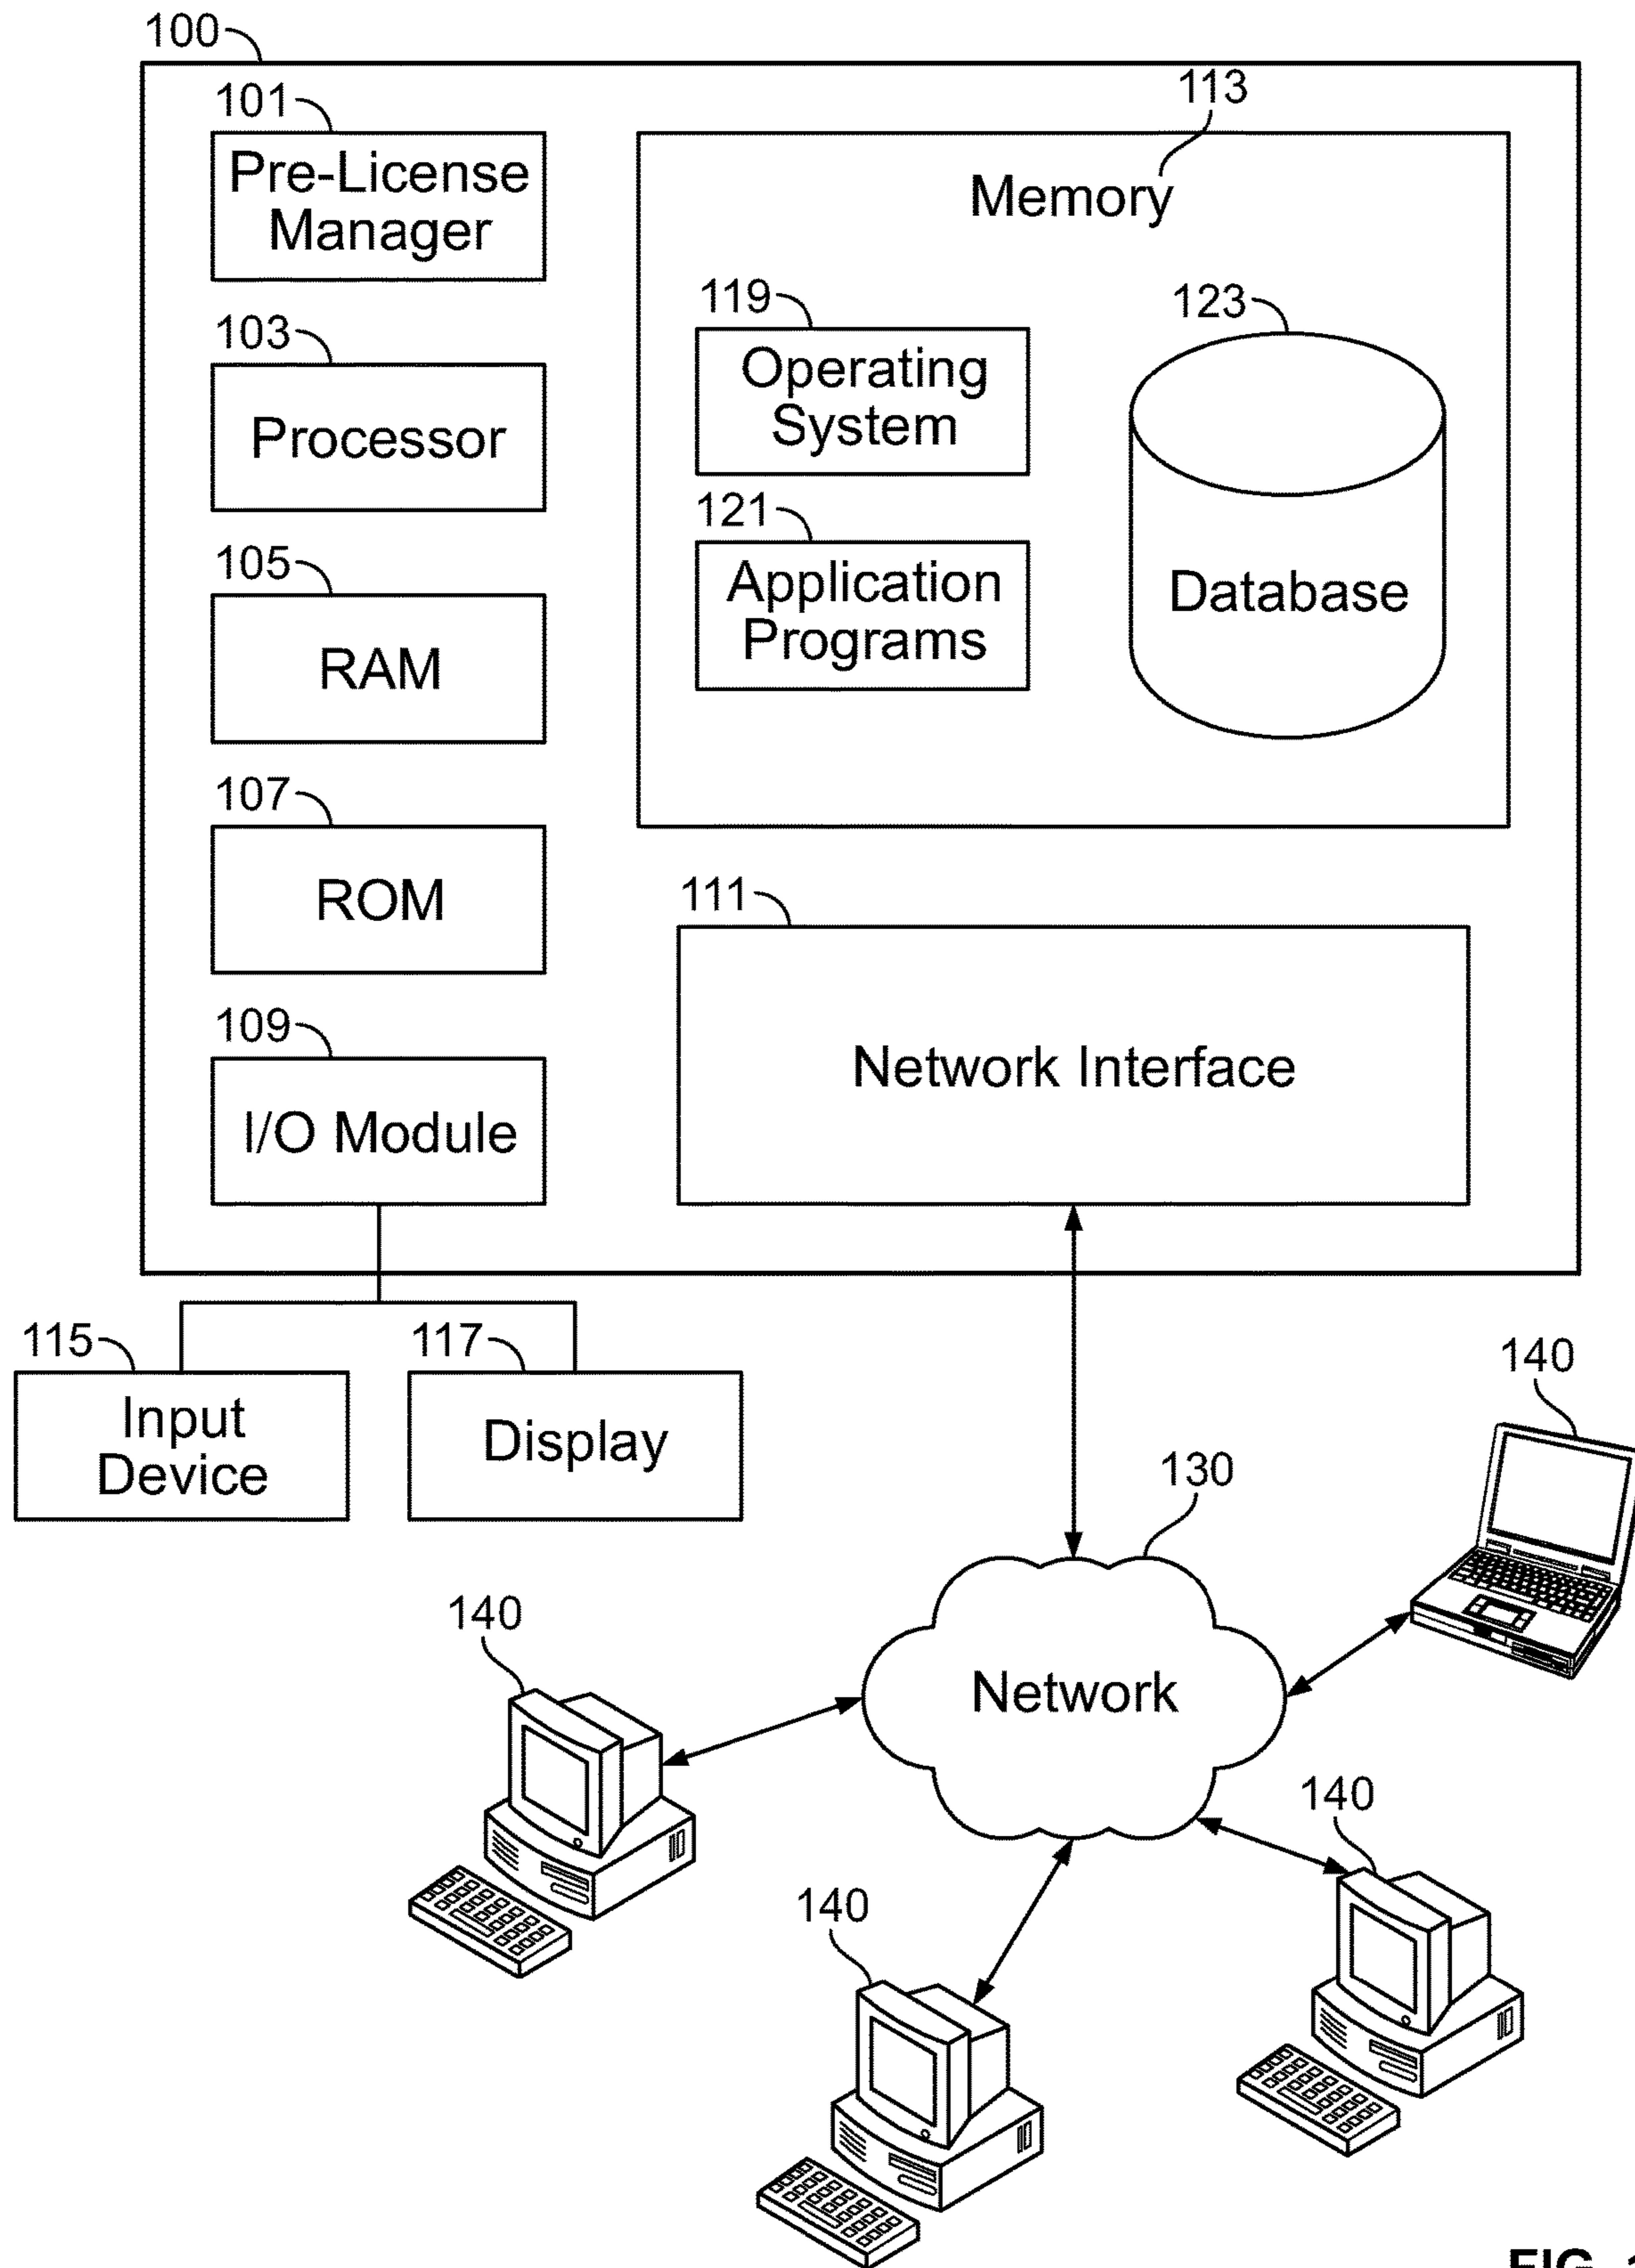 100
101
Pre-License
Manager
113
Memory
103
Processor
119
Operating
System
123
Database
121
Application
Programs
105
RAM
107
ROM
111
Network Interface
109
I/O Module
115
Input
Device
117
Display
140
130
Network
140
140
140
FIG.